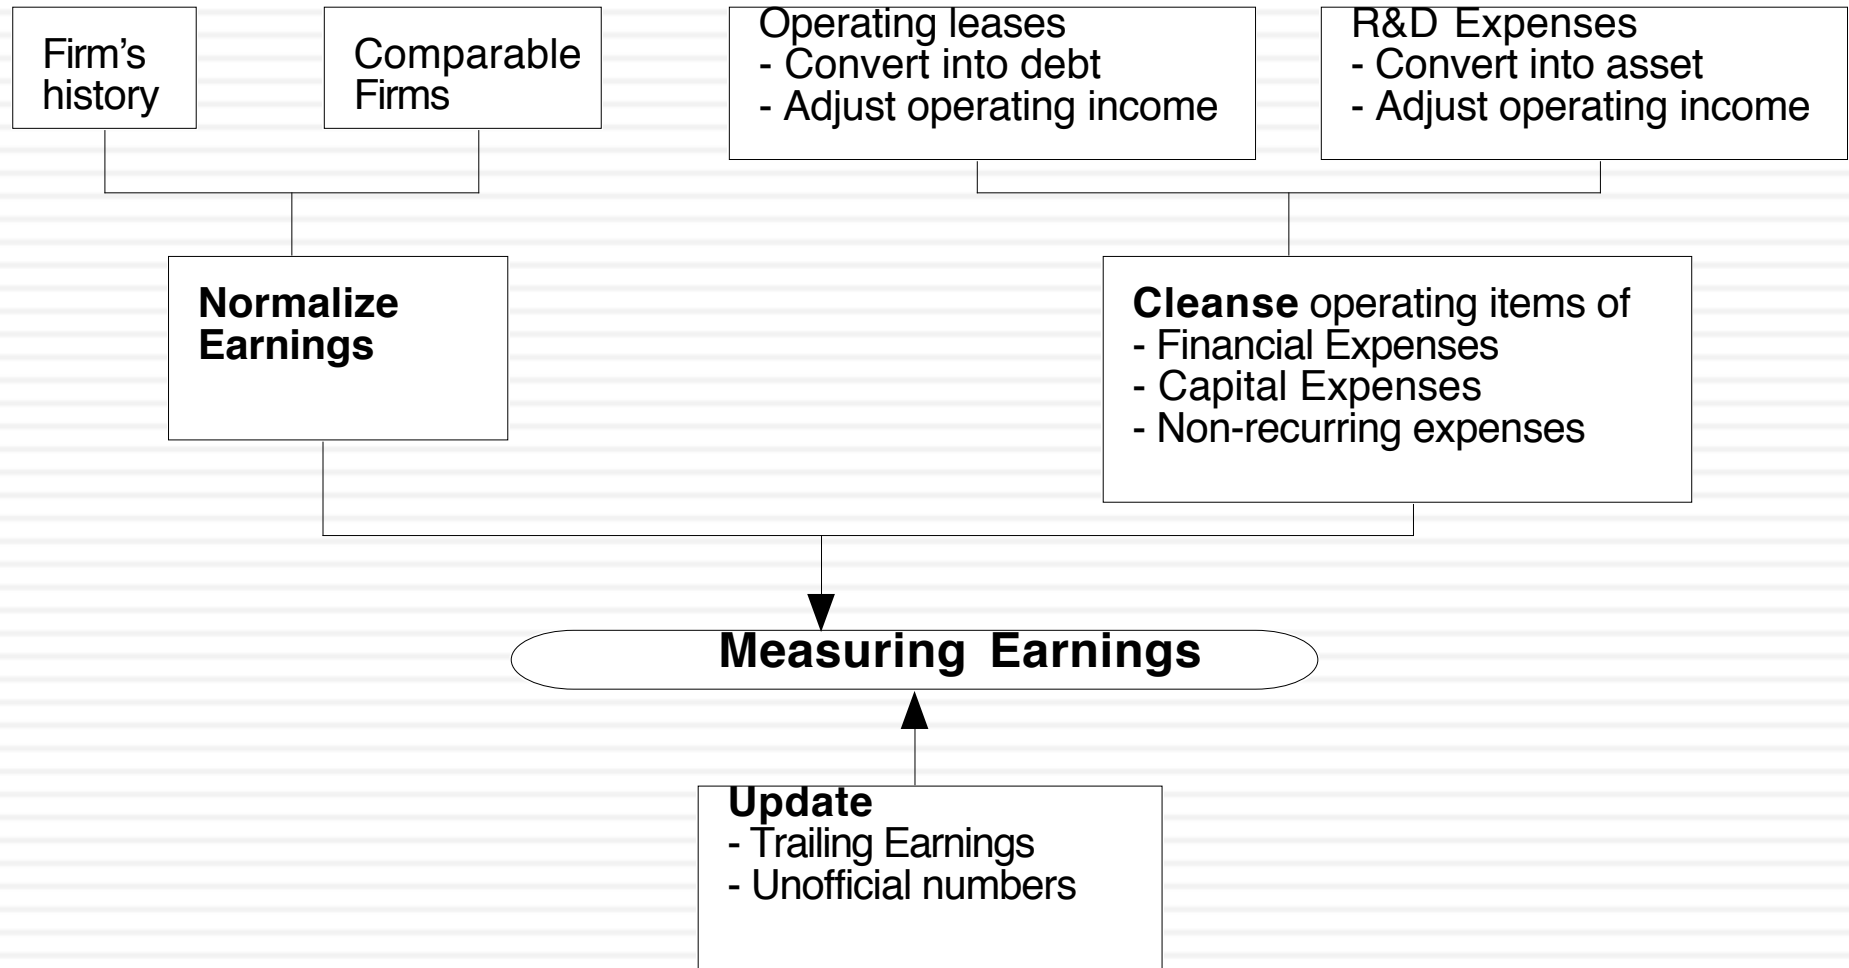 Firm's
history
Comparable
Firms
Operating leases
- Convert into debt
- Adjust operating income
R&D Expenses
- Convert into asset
- Adjust operating income
Normalize
Earnings
Cleanse operating items of
- Financial Expenses
- Capital Expenses
- Non-recurring expenses
Measuring Earnings
Update
- Trailing Earnings
- Unofficial numbers